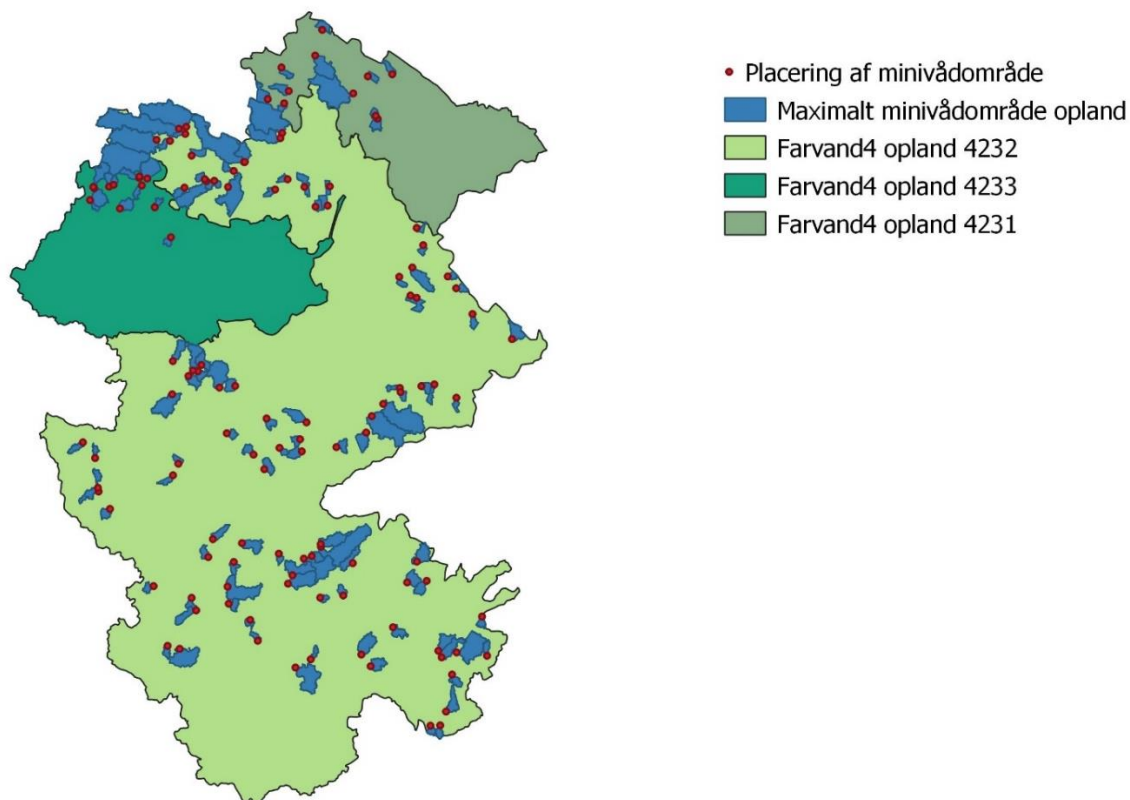 Placering af minivådområde
Maximalt minivådområde opland
Farvand4 opland 4232
Farvand4 opland 4233
Farvand4 opland 4231